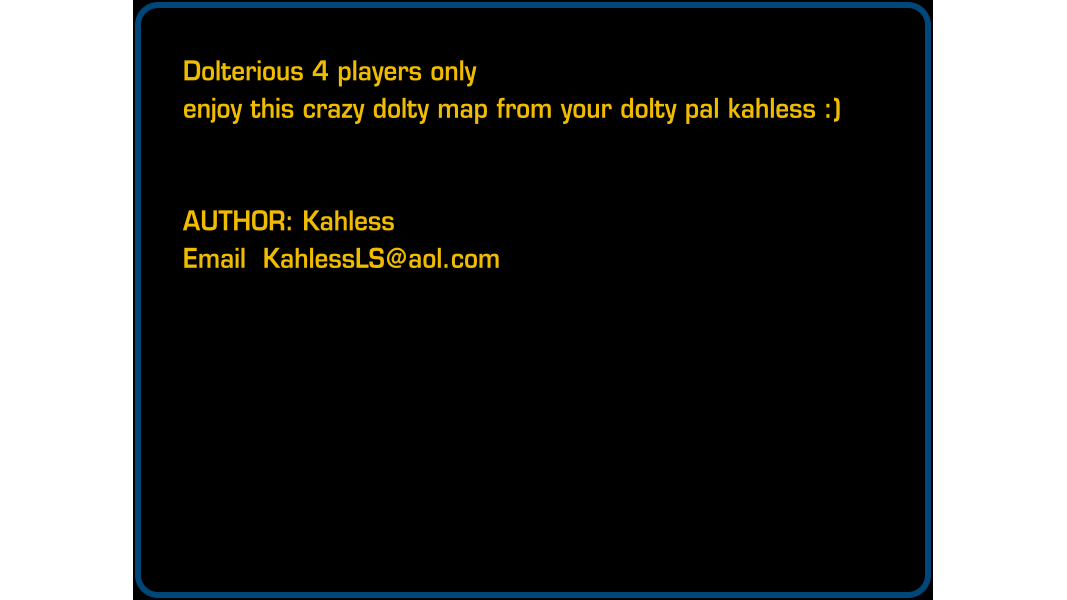 Dolterious 4 players only
enjoy this crazy dolty map from your dolty pal kahless :)
AUTHOR: Kahless
Email  KahlessLS@aol.com